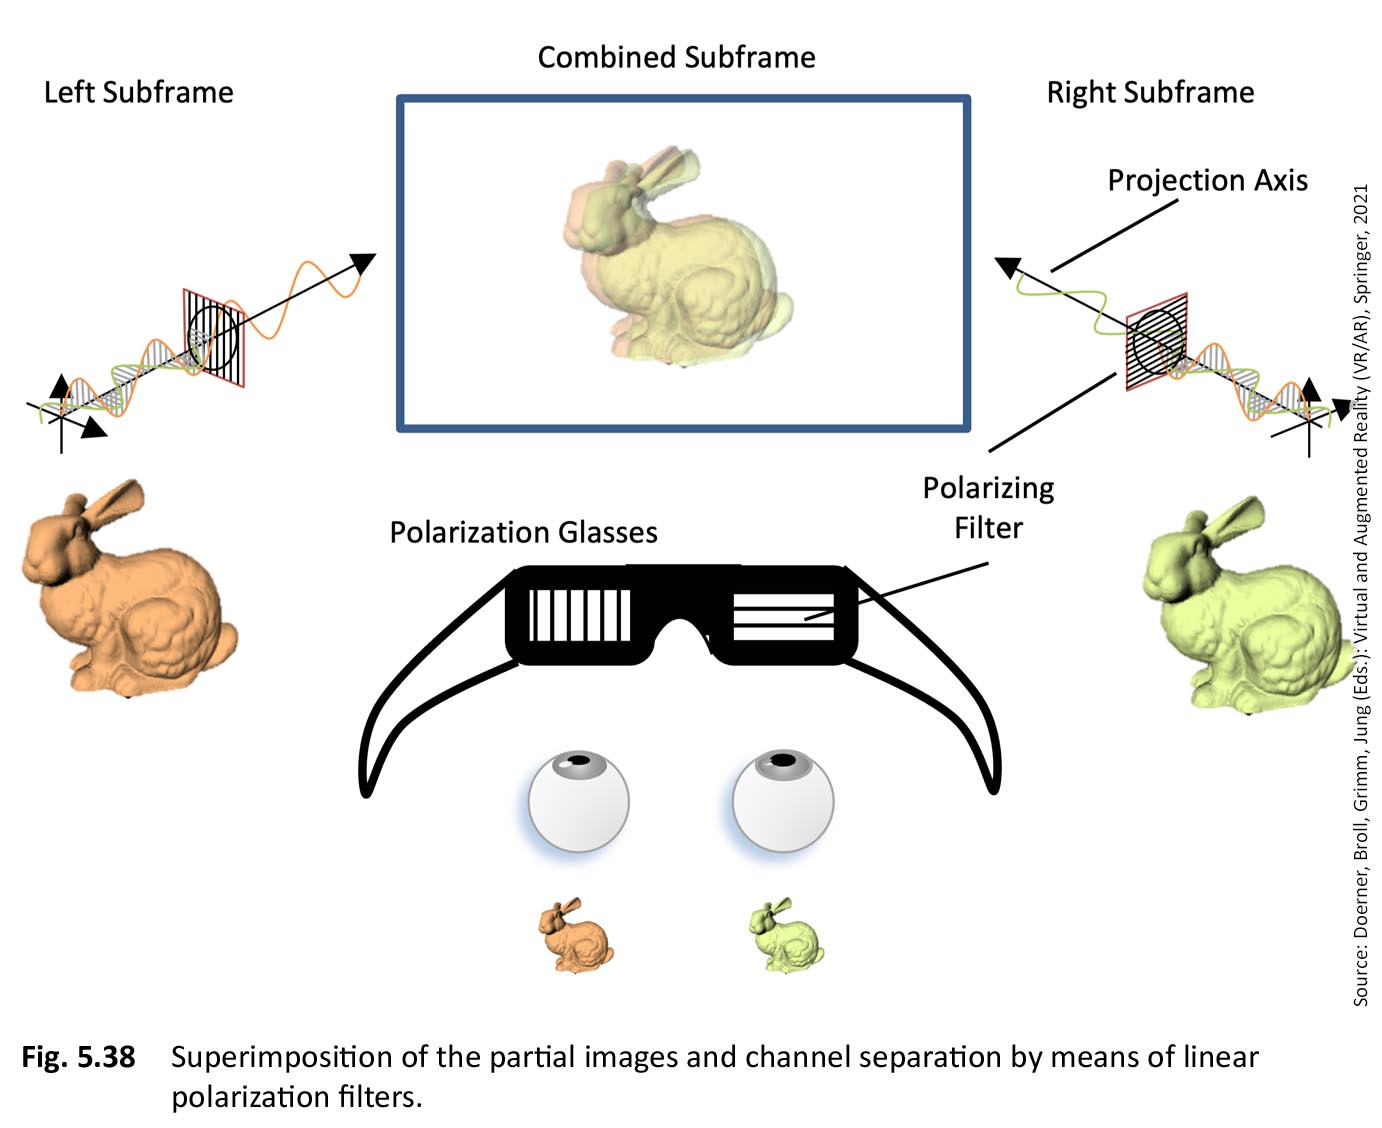 Combined Subframe
Left Subframe
Right Subframe
Projection Axis
Polarizing
Filter
Polarization Glasses
Source: Doerner, Broll, Grimm, Jung (Eds.): Virtual and Augmented Reality (VR/AR), Springer, 2021
Fig. 5.38 Superimposition of the partial images and channel separation by means of linear
polarization filters.